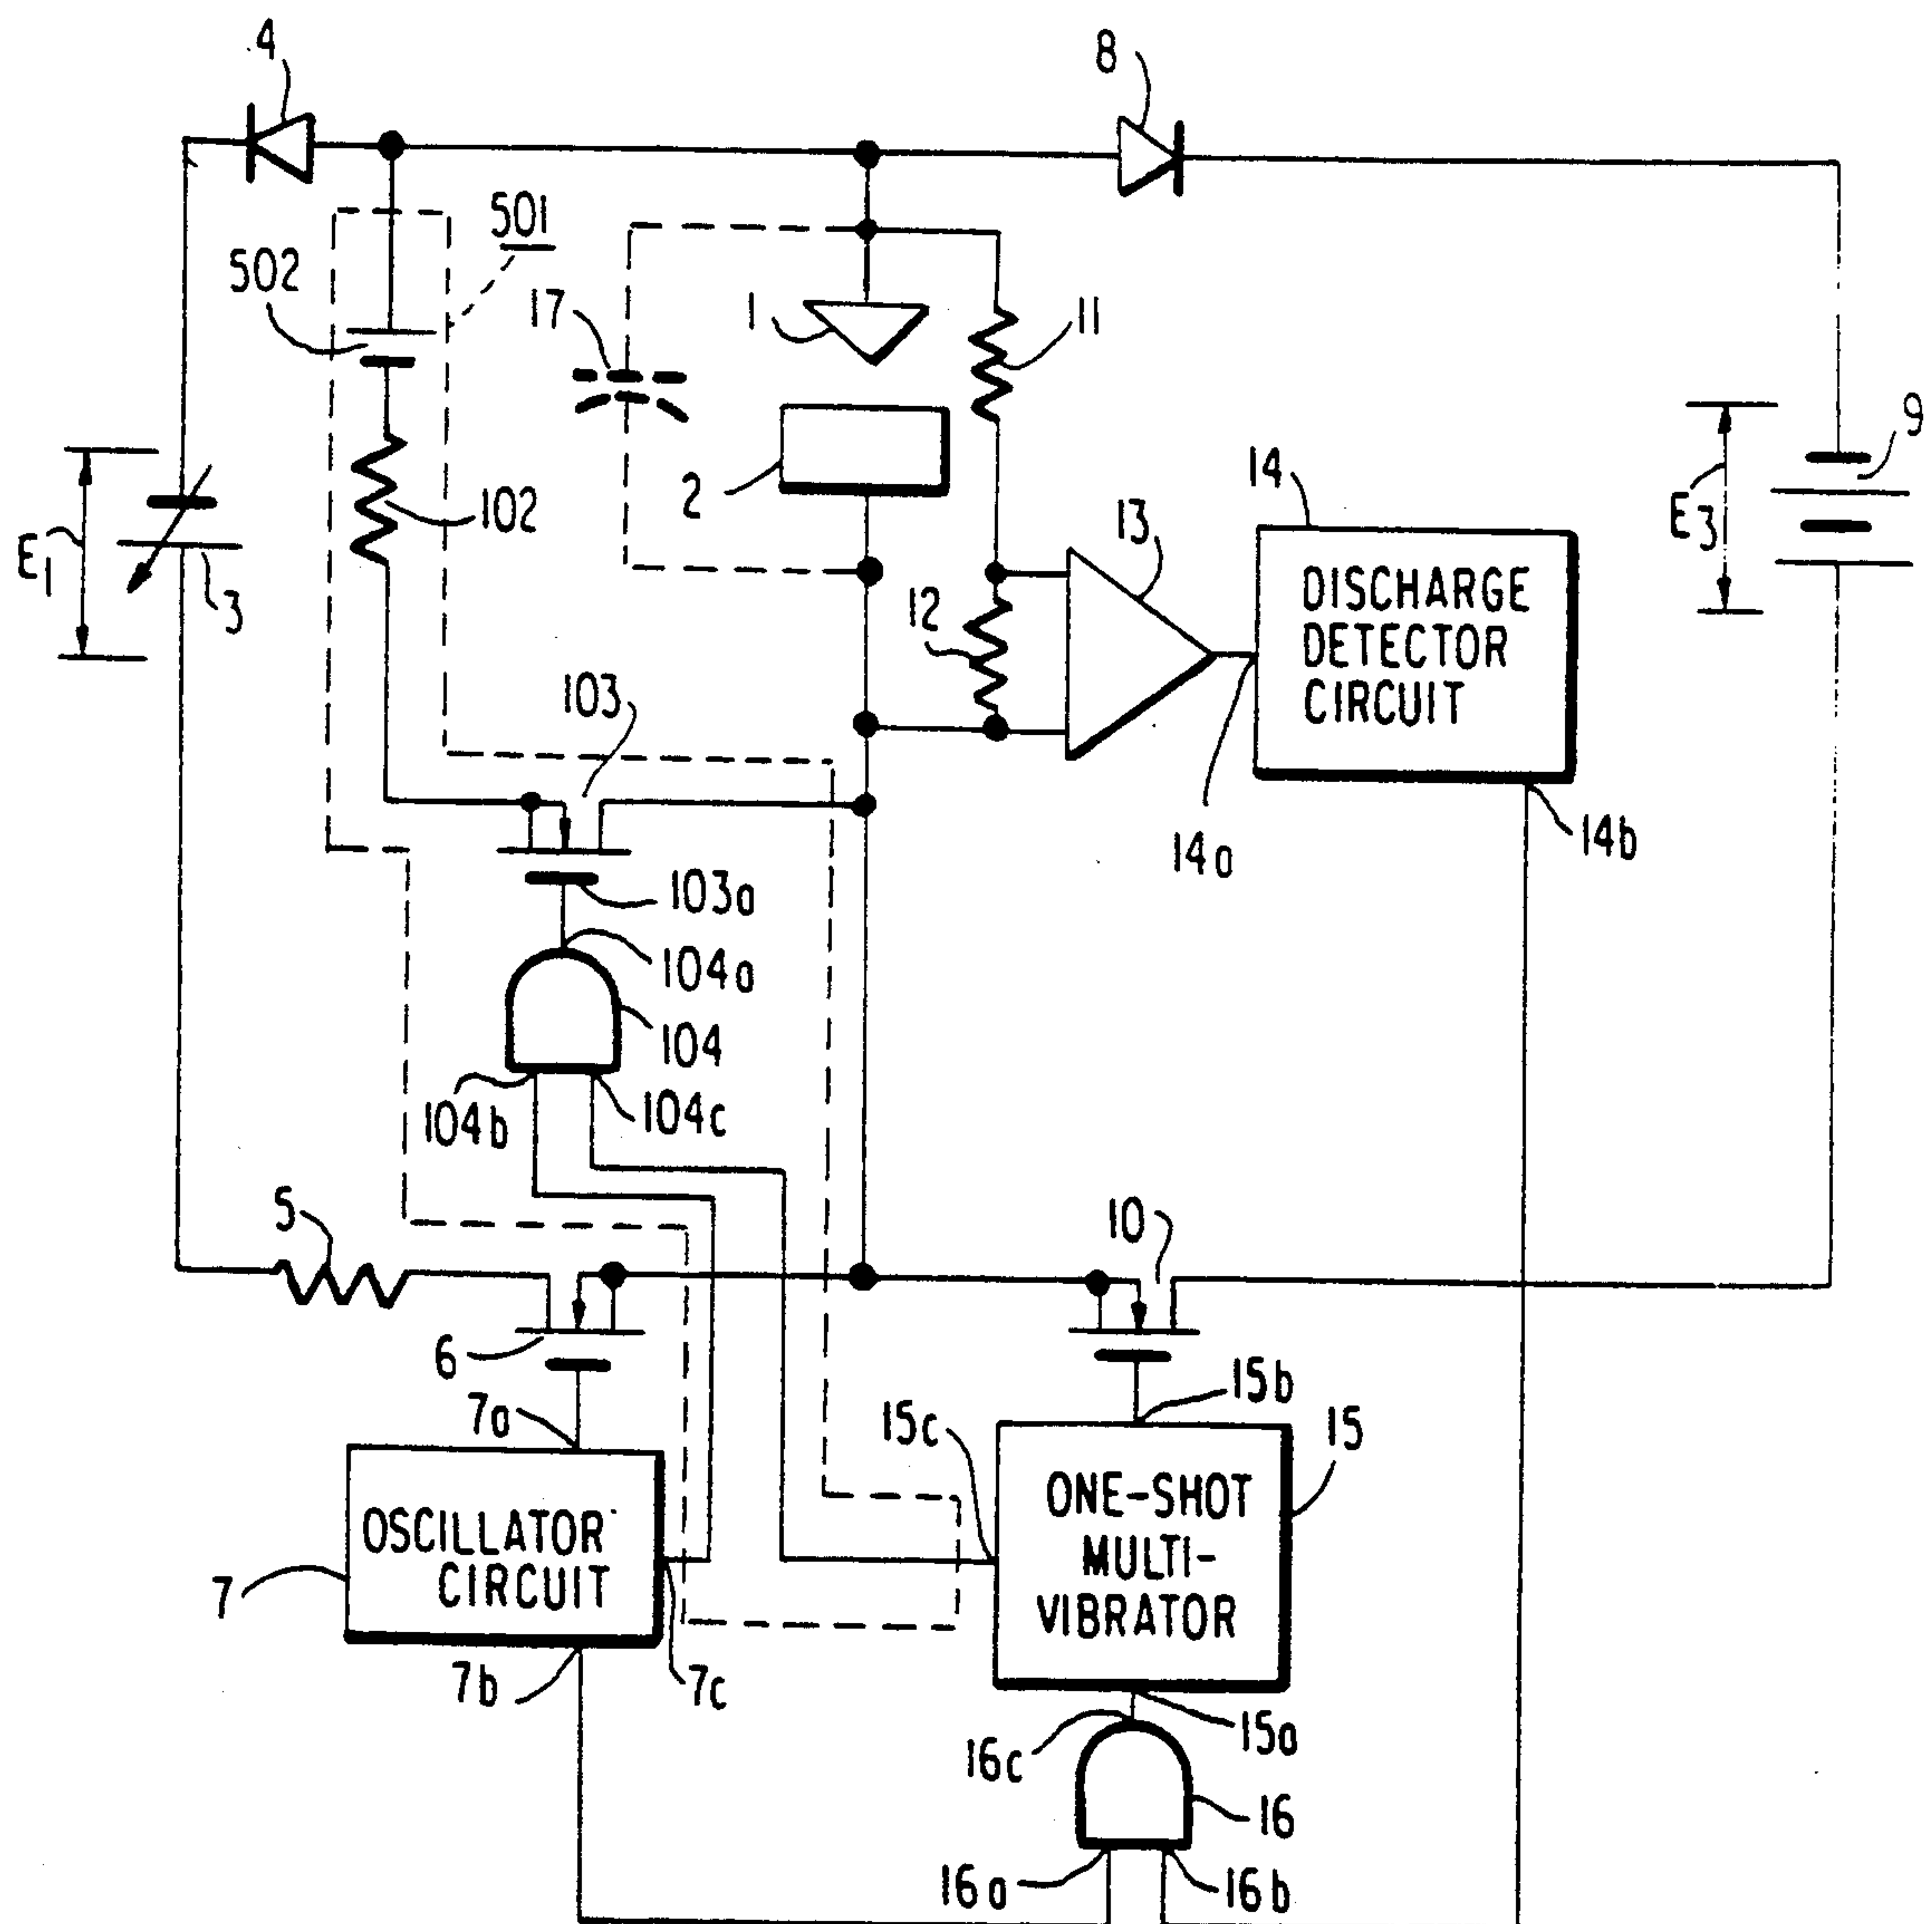 4
8
501
502
17
1
11
9
E1
3
102
2
14
E3
13
12
DISCHARGE
DETECTOR
CIRCUIT
103
14a
14b
103a
104a
104
104b
104c
5
10
6
15b
7a
15c
15
ONE-SHOT
MULTI-
VIBRATOR
OSCILLATOR
CIRCUIT
7
7b
7c
15a
16c
16
16a
16b